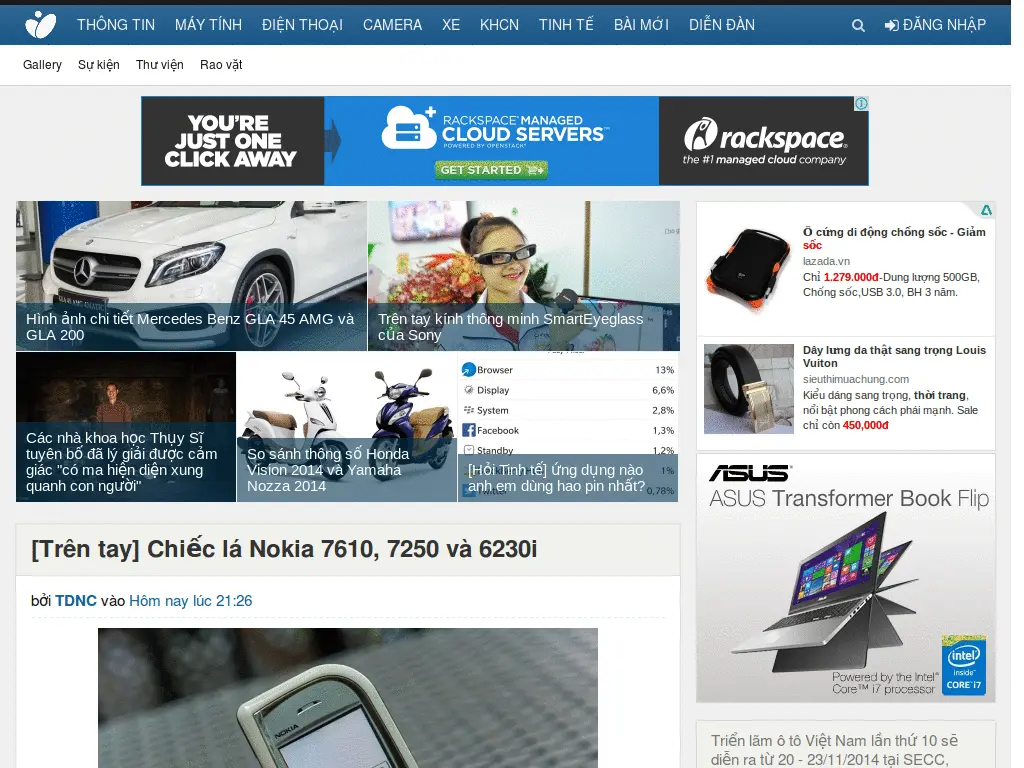 THÔNG TIN MÁY TÍNH ĐIỆN THOẠI CAMERA XE KHCN TINH TẾ BÀI MỚI DIỄN ĐÀN ĐĂNG NHẬP
Gallery Sự kiện Thư viện Rao vặt
YOU'RE
JUST ONE
CLICK AWAY
RACKSPACE® MANAGED
CLOUD SERVERS™
POWERED BY OPENSTACK®
GET STARTED
rackspace®
the #1 managed cloud company
Hình ảnh chi tiết Mercedes Benz GLA 45 AMG và
GLA 200
Trên tay kính thông minh SmartEyeglass
của Sony
Các nhà khoa học Thụy Sĩ
tuyên bố đã lý giải được cảm
giác "có ma hiện diện xung
quanh con người"
So sánh thông số Honda
Vision 2014 và Yamaha
Nozza 2014
Browser 13%
Display 6,6%
System 2,8%
Facebook 1,3%
Standby 1,2%
1%
0,78%
[Hỏi Tinh tế] ứng dụng nào
anh em dùng hao pin nhất?
Ổ cứng di động chống sốc - Giảm
sốc
lazada.vn
Chỉ 1.279.000đ-Dung lượng 500GB,
Chống sốc,USB 3.0, BH 3 năm.
Dây lưng da thật sang trọng Louis
Vuiton
sieuthimuachung.com
Kiểu dáng sang trọng, thời trang,
nổi bật phong cách phái mạnh. Sale
chỉ còn 450,000đ
ASUS
ASUS Transformer Book Flip
Powered by the Intel®
Core™ i7 processor
intel
inside™
CORE™ i7
[Trên tay] Chiếc lá Nokia 7610, 7250 và 6230i
bởi TDNC vào Hôm nay lúc 21:26
NOKIA
Triển lãm ô tô Việt Nam lần thứ 10 sẽ
diễn ra từ 20 - 23/11/2014 tại SECC,